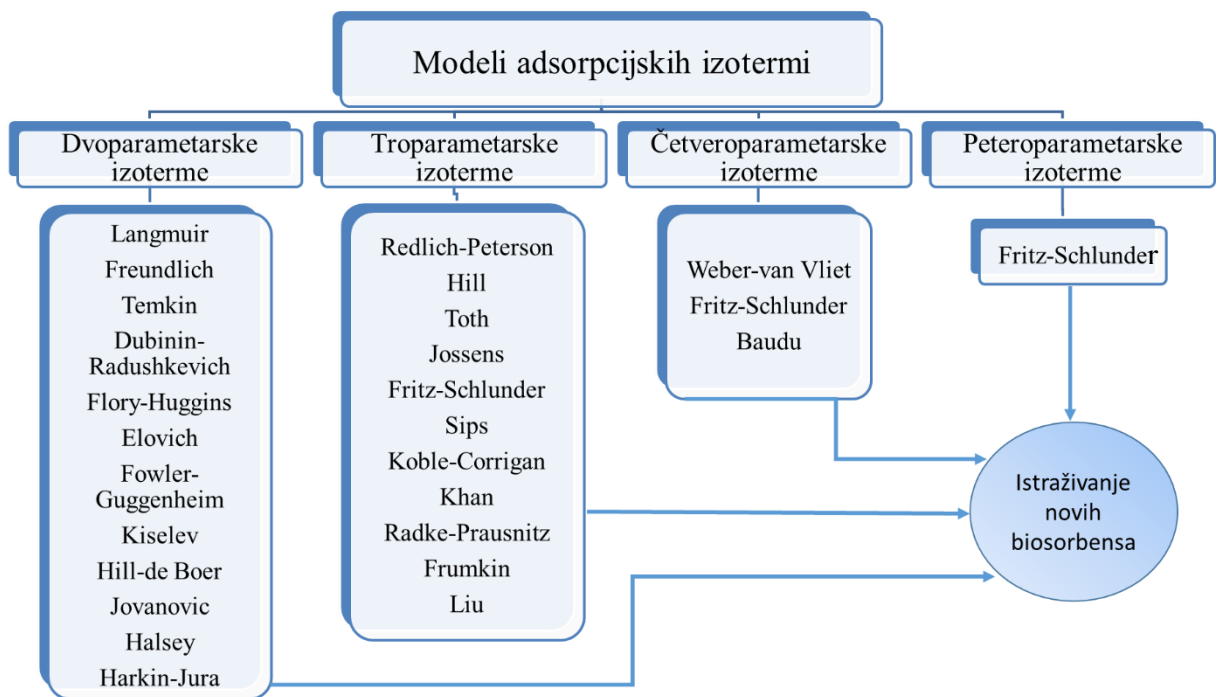 Modeli adsorpcijskih izotermi
Dvoparametarske
izoterme
Troparametarske
izoterme
Četveroparametarske
izoterme
Peteroparametarske
izoterme
Langmuir
Freundlich
Temkin
Dubinin-
Radushkevich
Flory-Huggins
Elovich
Fowler-
Guggenheim
Kiselev
Hill-de Boer
Jovanovic
Halsey
Harkin-Jura
Redlich-Peterson
Hill
Toth
Jossens
Fritz-Schlunder
Sips
Koble-Corrigan
Khan
Radke-Prausnitz
Frumkin
Liu
Weber-van Vliet
Fritz-Schlunder
Baudu
Fritz-Schlunder
Istraživanje
novih
biosorbensa